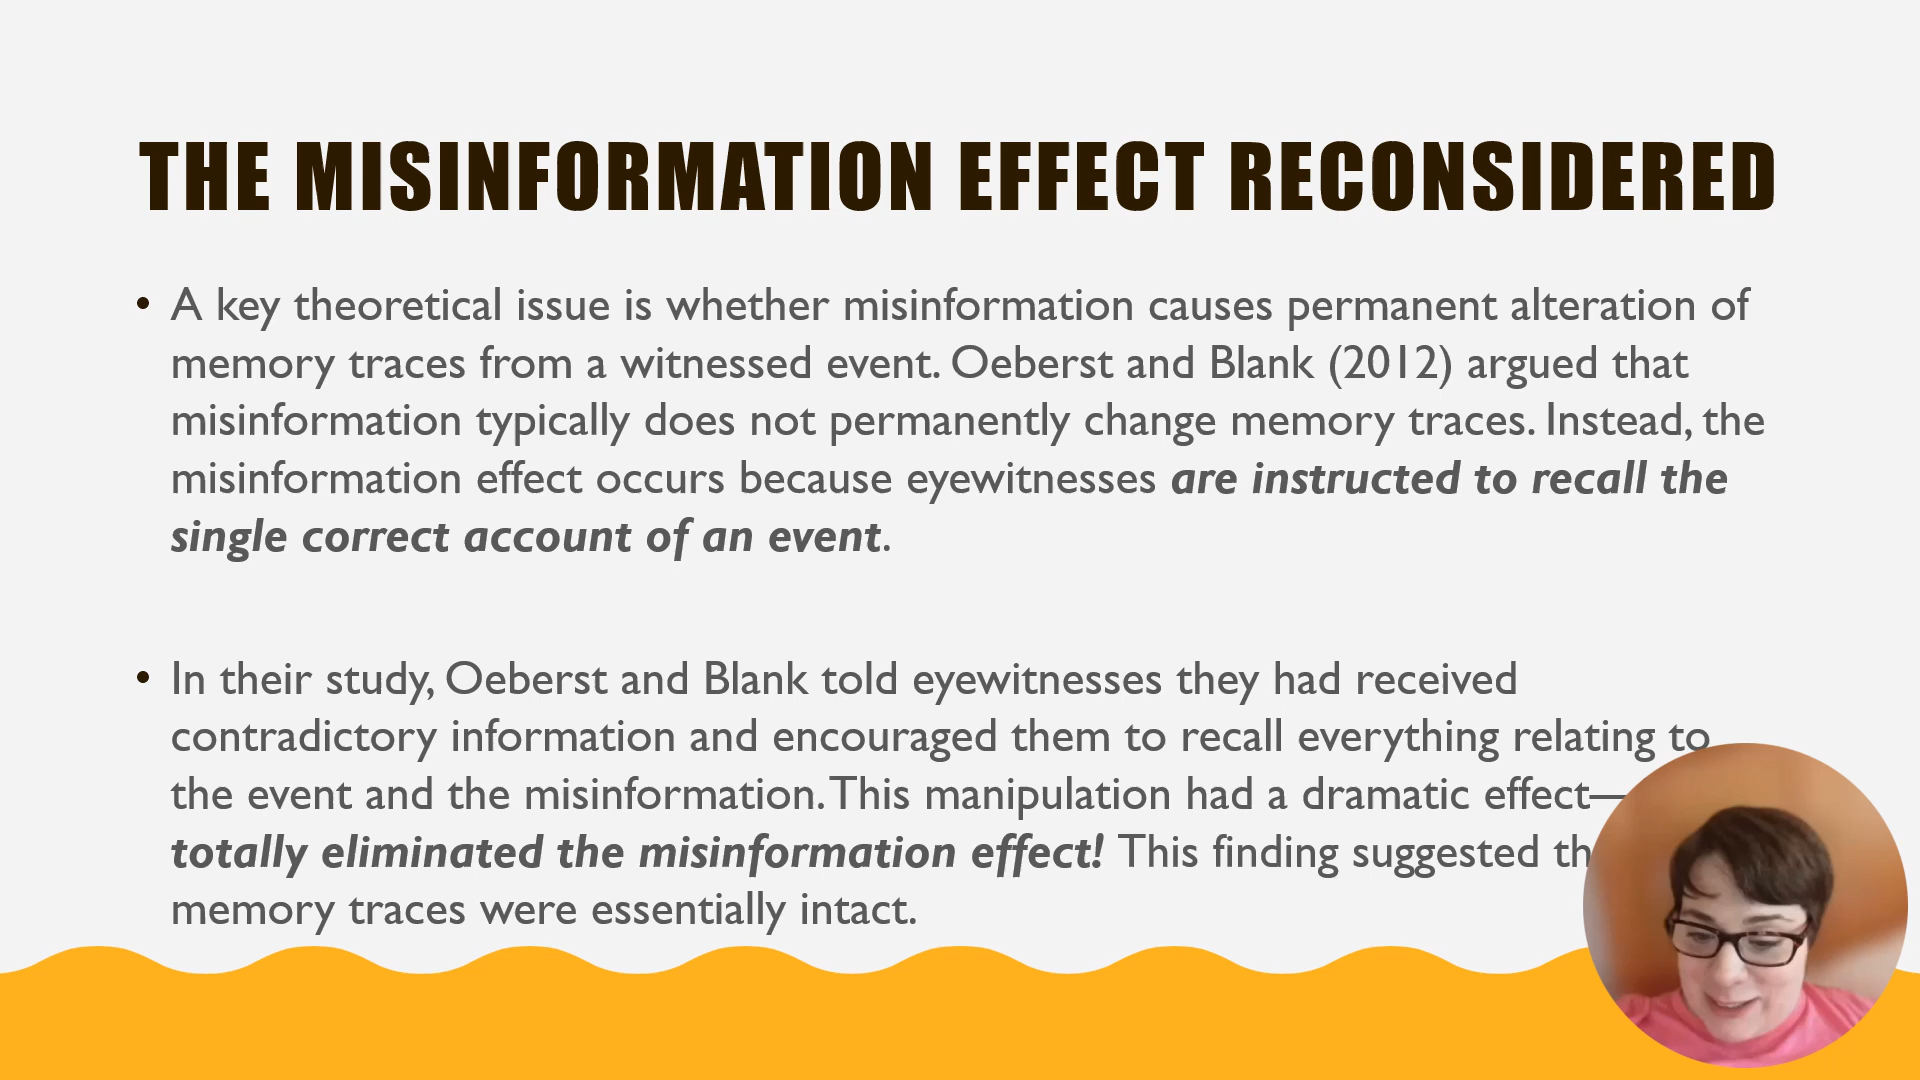 THE MISINFORMATION EFFECT RECONSIDERED
• A key theoretical issue is whether misinformation causes permanent alteration of
memory traces from a witnessed event. Oeberst and Blank (2012) argued that
misinformation typically does not permanently change memory traces. Instead, the
misinformation effect occurs because eyewitnesses are instructed to recall the
single correct account of an event.
• In their study, Oeberst and Blank told eyewitnesses they had received
contradictory information and encouraged them to recall everything relating to
the event and the misinformation. This manipulation had a dramatic effect—
totally eliminated the misinformation effect! This finding suggested
memory traces were essentially intact.